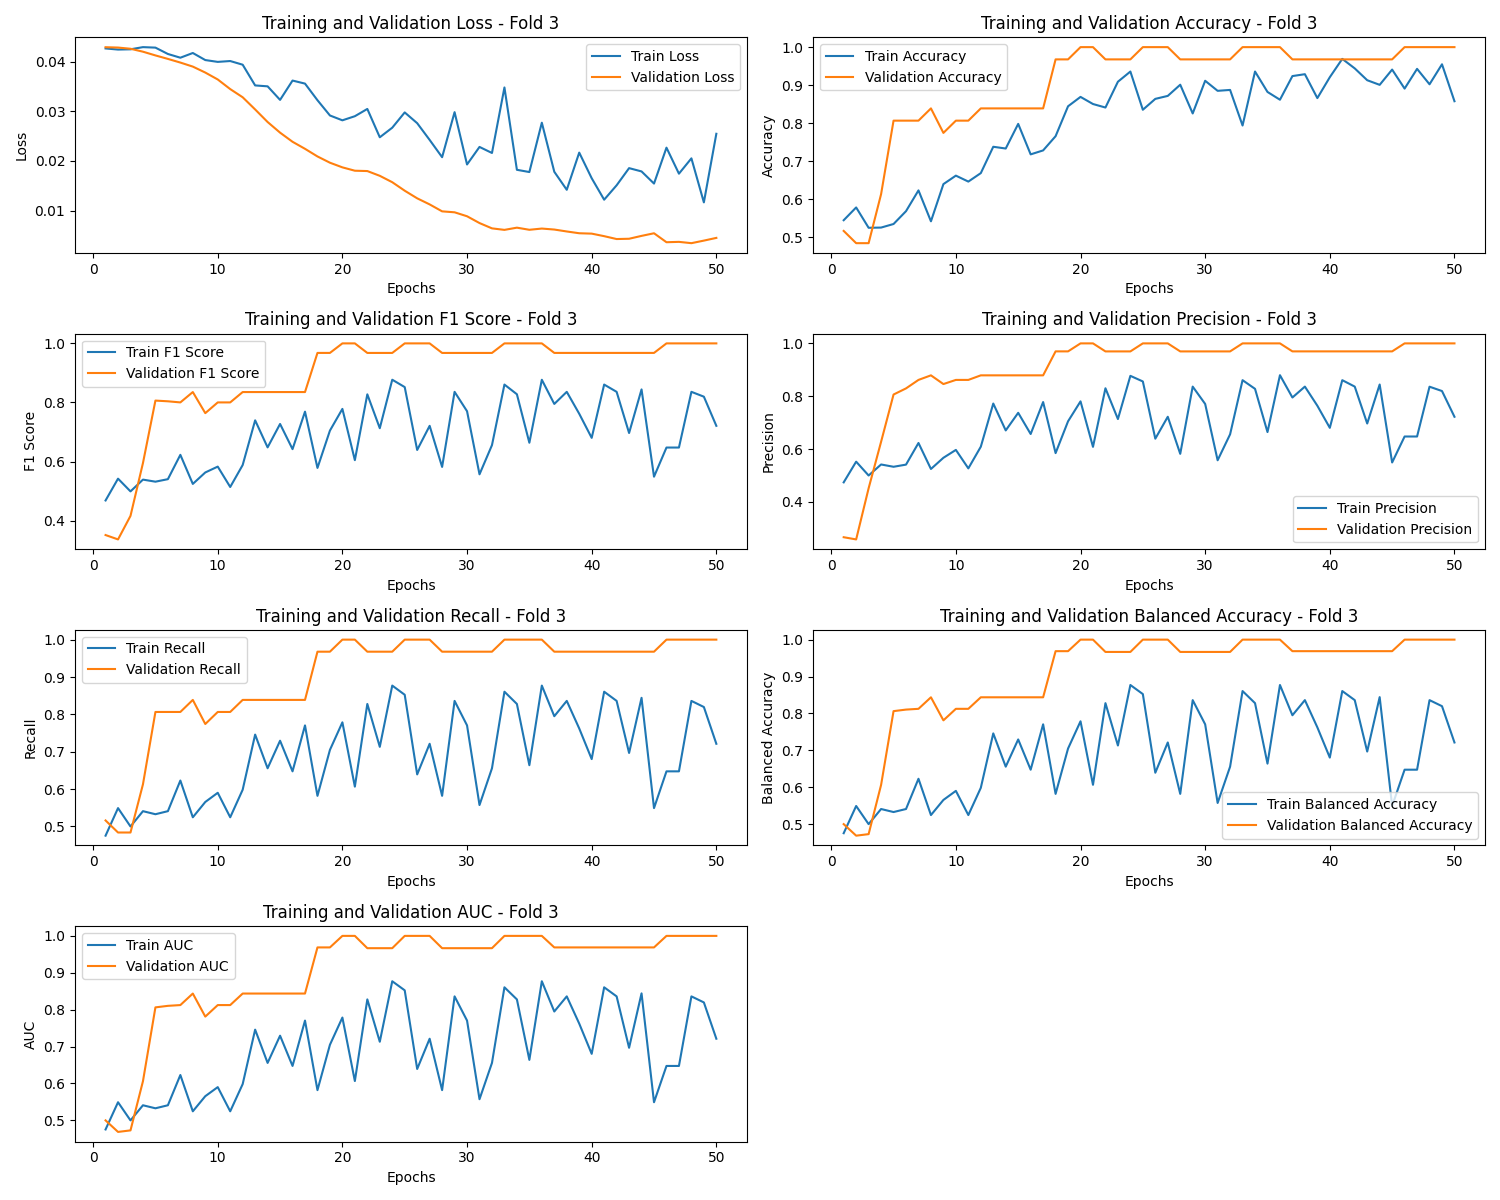 Training and Validation Loss - Fold 3
Loss
0.04
0.03
0.02
0.01
Train Loss
Validation Loss
0 10 20 30 40 50
Epochs
Training and Validation Accuracy - Fold 3
Accuracy
1.0
0.9
0.8
0.7
0.6
0.5
Train Accuracy
Validation Accuracy
0 10 20 30 40 50
Epochs
Training and Validation F1 Score - Fold 3
F1 Score
1.0
0.8
0.6
0.4
Train F1 Score
Validation F1 Score
0 10 20 30 40 50
Epochs
Training and Validation Precision - Fold 3
Precision
1.0
0.8
0.6
0.4
Train Precision
Validation Precision
0 10 20 30 40 50
Epochs
Training and Validation Recall - Fold 3
Recall
1.0
0.9
0.8
0.7
0.6
0.5
Train Recall
Validation Recall
0 10 20 30 40 50
Epochs
Training and Validation Balanced Accuracy - Fold 3
Balanced Accuracy
1.0
0.9
0.8
0.7
0.6
0.5
Train Balanced Accuracy
Validation Balanced Accuracy
0 10 20 30 40 50
Epochs
Training and Validation AUC - Fold 3
AUC
1.0
0.9
0.8
0.7
0.6
0.5
Train AUC
Validation AUC
0 10 20 30 40 50
Epochs